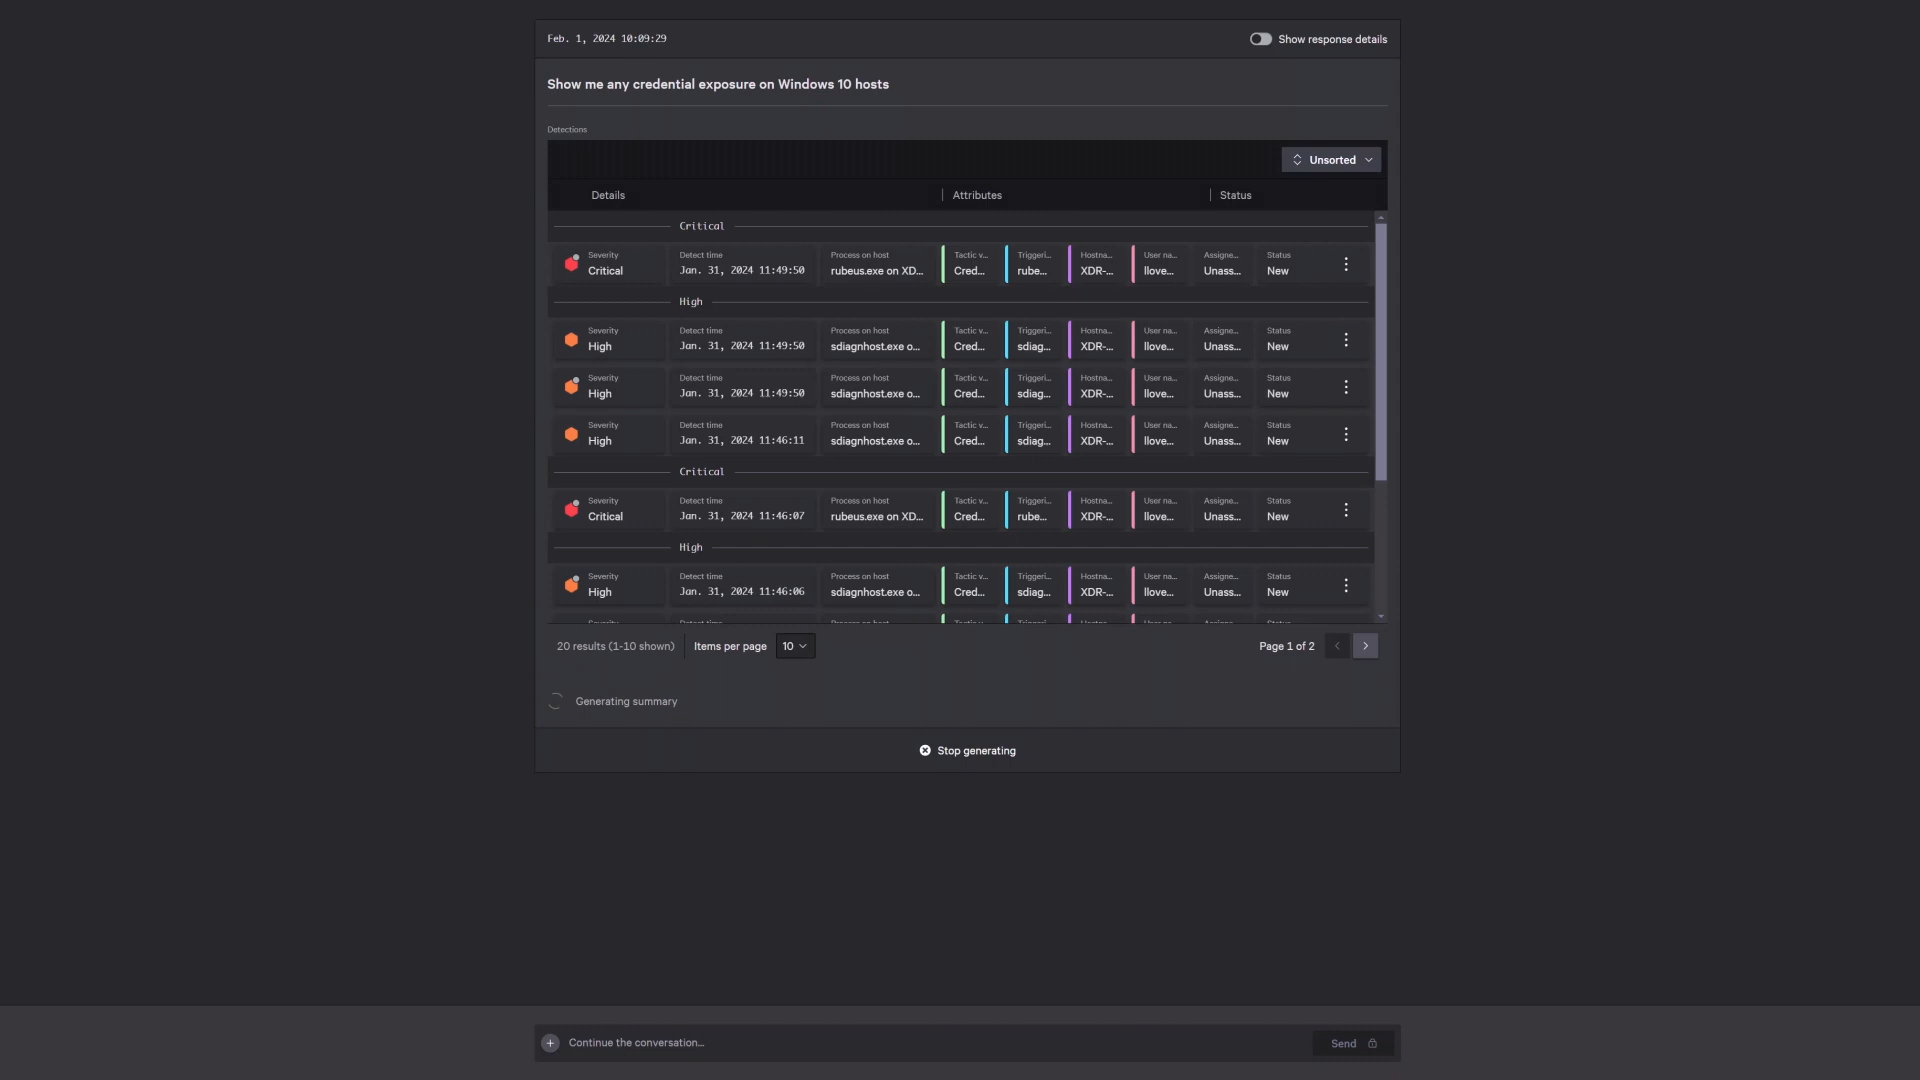 Feb. 1, 2024 10:09:29
Show response details
Show me any credential exposure on Windows 10 hosts
Detections
Unsorted
Details Attributes Status
Critical
Severity Detect time Process on host Tactic v... Triggeri... Hostna... User na... Assigne... Status
Critical Jan. 31, 2024 11:49:50 rubeus.exe on XD... Cred... rube... XDR-... llove... Unass... New
High
Severity Detect time Process on host Tactic v... Triggeri... Hostna... User na... Assigne... Status
High Jan. 31, 2024 11:49:50 sdiagnhost.exe o... Cred... sdiag... XDR-... llove... Unass... New
Severity Detect time Process on host Tactic v... Triggeri... Hostna... User na... Assigne... Status
High Jan. 31, 2024 11:49:50 sdiagnhost.exe o... Cred... sdiag... XDR-... llove... Unass... New
Severity Detect time Process on host Tactic v... Triggeri... Hostna... User na... Assigne... Status
High Jan. 31, 2024 11:46:11 sdiagnhost.exe o... Cred... sdiag... XDR-... llove... Unass... New
Critical
Severity Detect time Process on host Tactic v... Triggeri... Hostna... User na... Assigne... Status
Critical Jan. 31, 2024 11:46:07 rubeus.exe on XD... Cred... rube... XDR-... llove... Unass... New
High
Severity Detect time Process on host Tactic v... Triggeri... Hostna... User na... Assigne... Status
High Jan. 31, 2024 11:46:06 sdiagnhost.exe o... Cred... sdiag... XDR-... llove... Unass... New
20 results (1-10 shown) Items per page 10 Page 1 of 2
Generating summary
Stop generating
Continue the conversation... Send